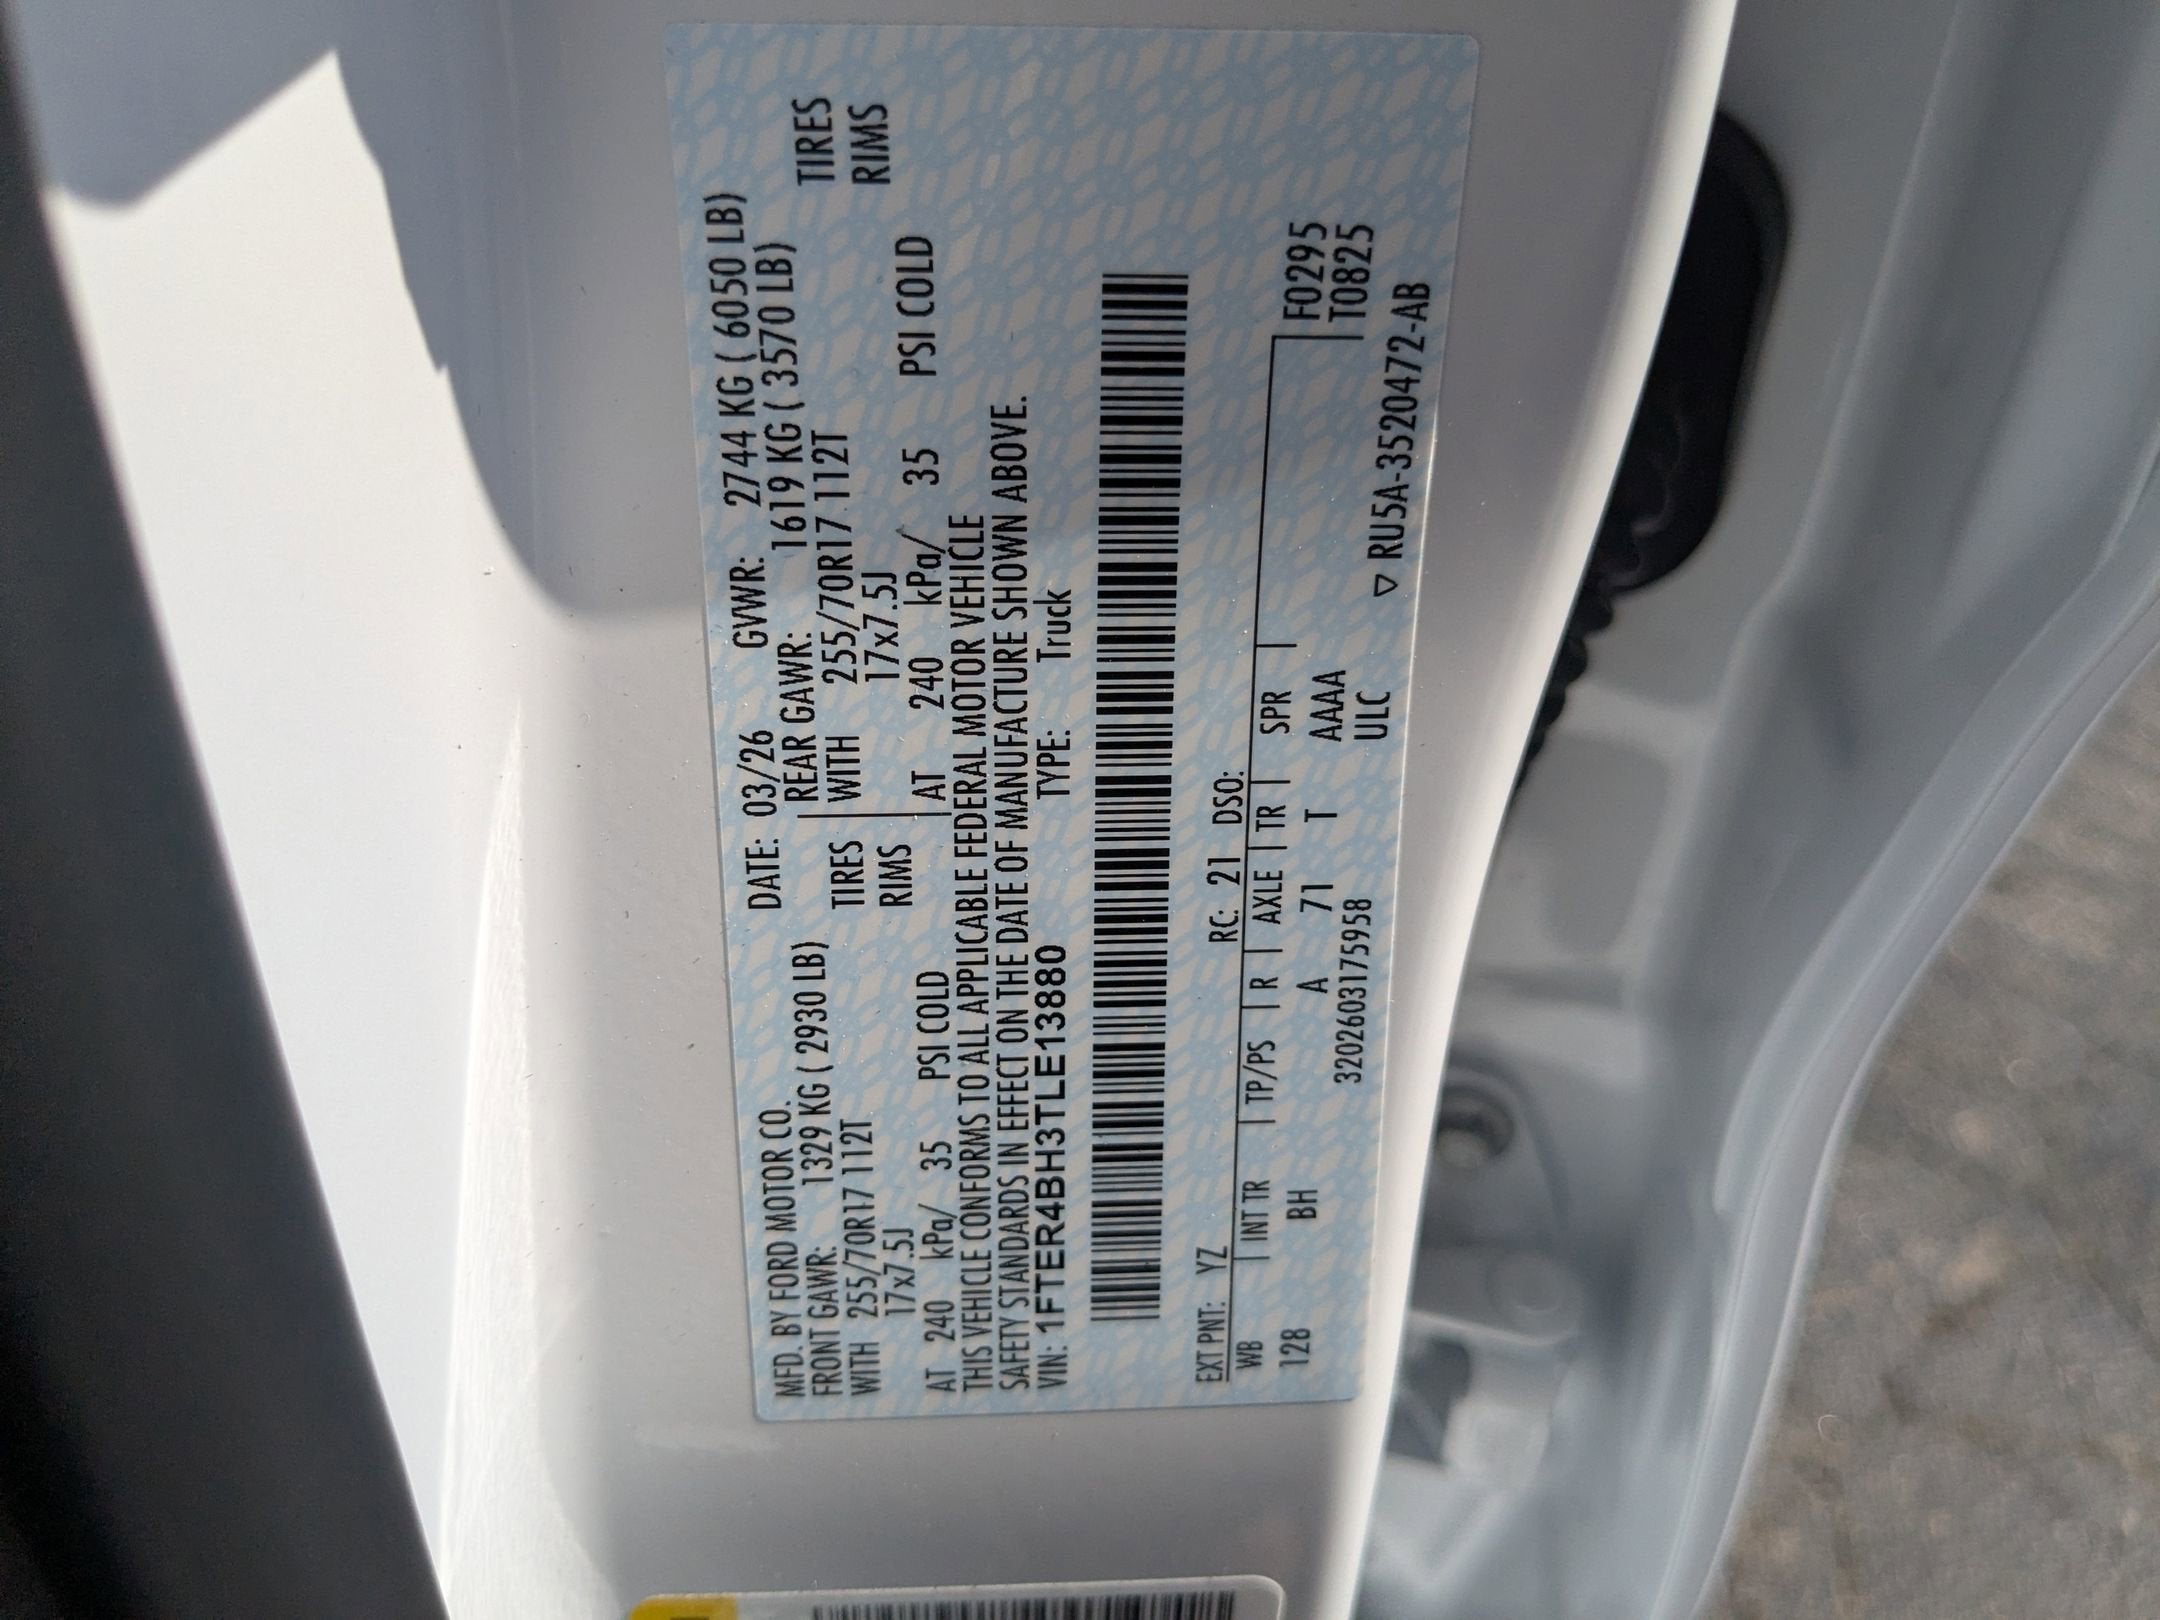 MFD. BY FORD MOTOR CO. DATE: 03/26 GVWR: 2744 KG ( 6050 LB)
FRONT GAWR: 1329 KG ( 2930 LB) REAR GAWR: 1619 KG ( 3570 LB)
WITH 255/70R17 112T TIRES WITH 255/70R17 112T TIRES
17x7.5J RIMS 17x7.5J RIMS
AT 240 kPa/ 35 PSI COLD AT 240 kPa/ 35 PSI COLD
THIS VEHICLE CONFORMS TO ALL APPLICABLE FEDERAL MOTOR VEHICLE
SAFETY STANDARDS IN EFFECT ON THE DATE OF MANUFACTURE SHOWN ABOVE.
VIN: 1FTER4BH3TLE13880 TYPE: Truck
EXT PNT: YZ RC: 21 DSO:
WB | INT TR | TP/PS | R | AXLE | TR | SPR | F0295
128 BH A 71 T AAAA T0825
3202603175958 ULC ▽ RU5A-3520472-AB